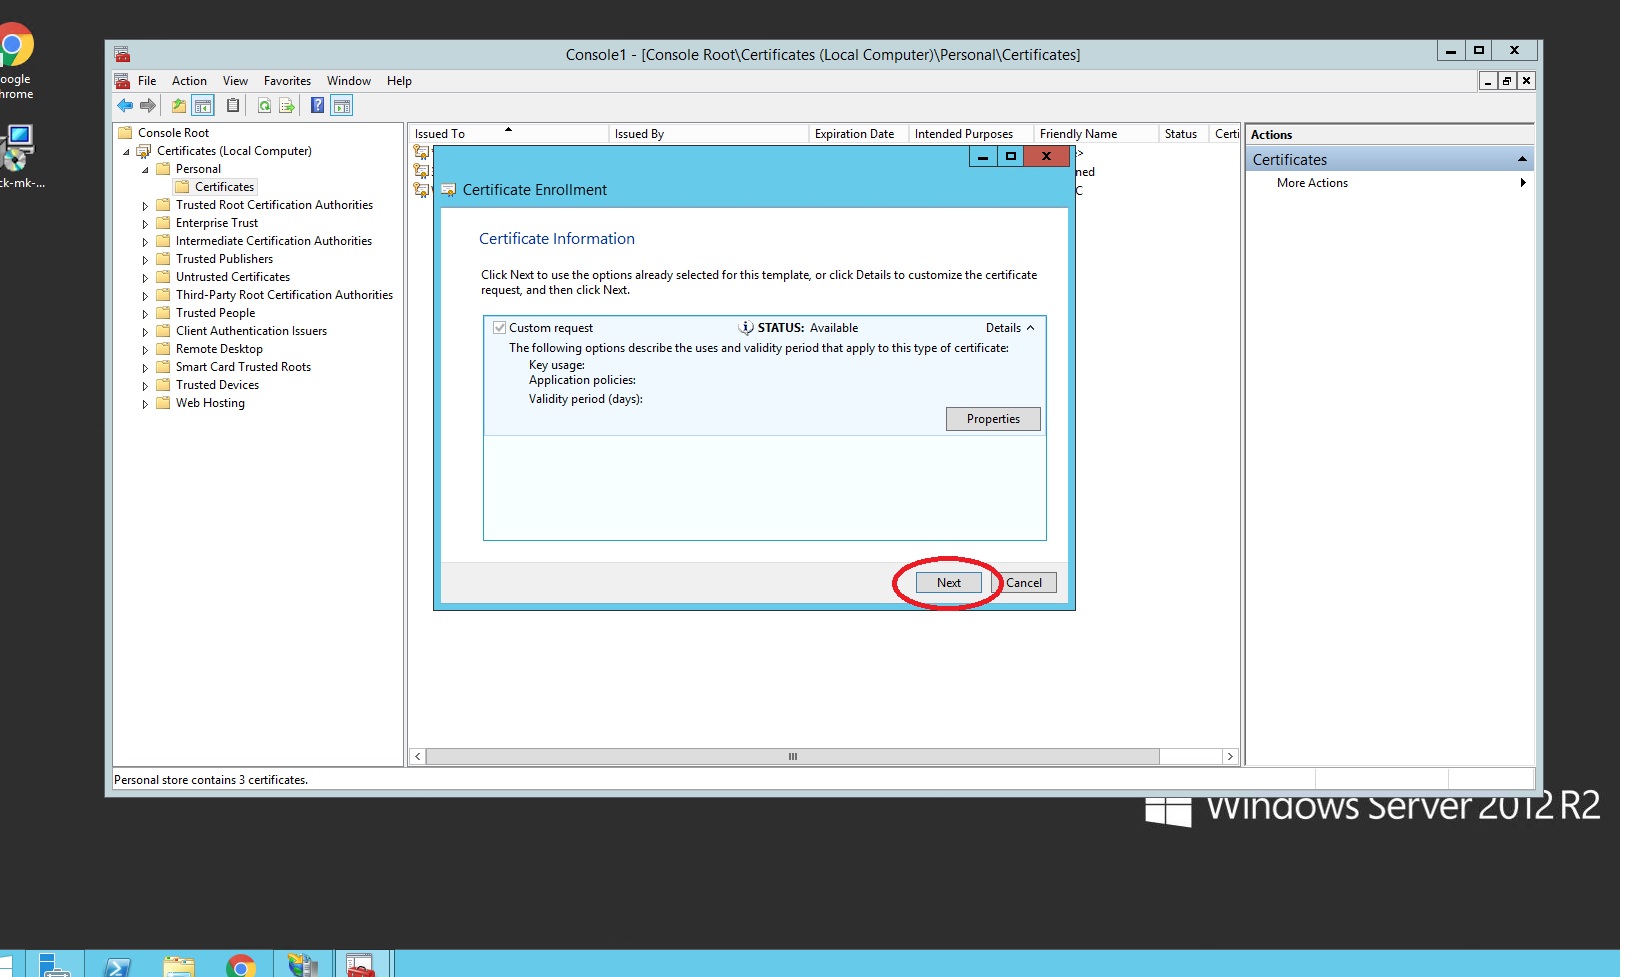 oogle
hrome
ck-mk-...
Console1 - [Console Root\Certificates (Local Computer)\Personal\Certificates]
File Action View Favorites Window Help
Console Root
Certificates (Local Computer)
Personal
Certificates
Trusted Root Certification Authorities
Enterprise Trust
Intermediate Certification Authorities
Trusted Publishers
Untrusted Certificates
Third-Party Root Certification Authorities
Trusted People
Client Authentication Issuers
Remote Desktop
Smart Card Trusted Roots
Trusted Devices
Web Hosting
Issued To Issued By Expiration Date Intended Purposes Friendly Name Status Certi
>
ned
C
Certificate Enrollment
Certificate Information
Click Next to use the options already selected for this template, or click Details to customize the certificate
request, and then click Next.
Custom request STATUS: Available Details
The following options describe the uses and validity period that apply to this type of certificate:
Key usage:
Application policies:
Validity period (days):
Properties
Next Cancel
Actions
Certificates
More Actions
Personal store contains 3 certificates.
Windows Server 2012 R2